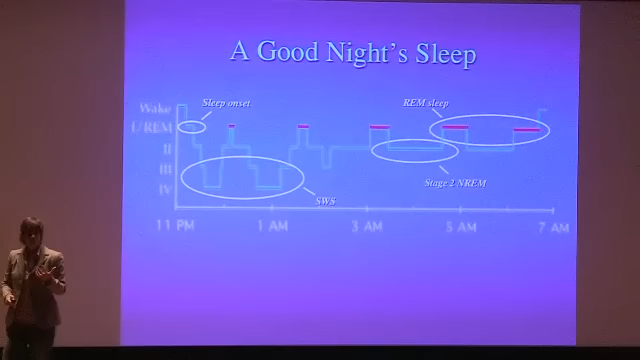 A Good Night's Sleep
Wake
Sleep onset
REM sleep
I/REM
II
Stage 2 NREM
III
IV
SWS
11 PM
1 AM
3 AM
5 AM
7 AM